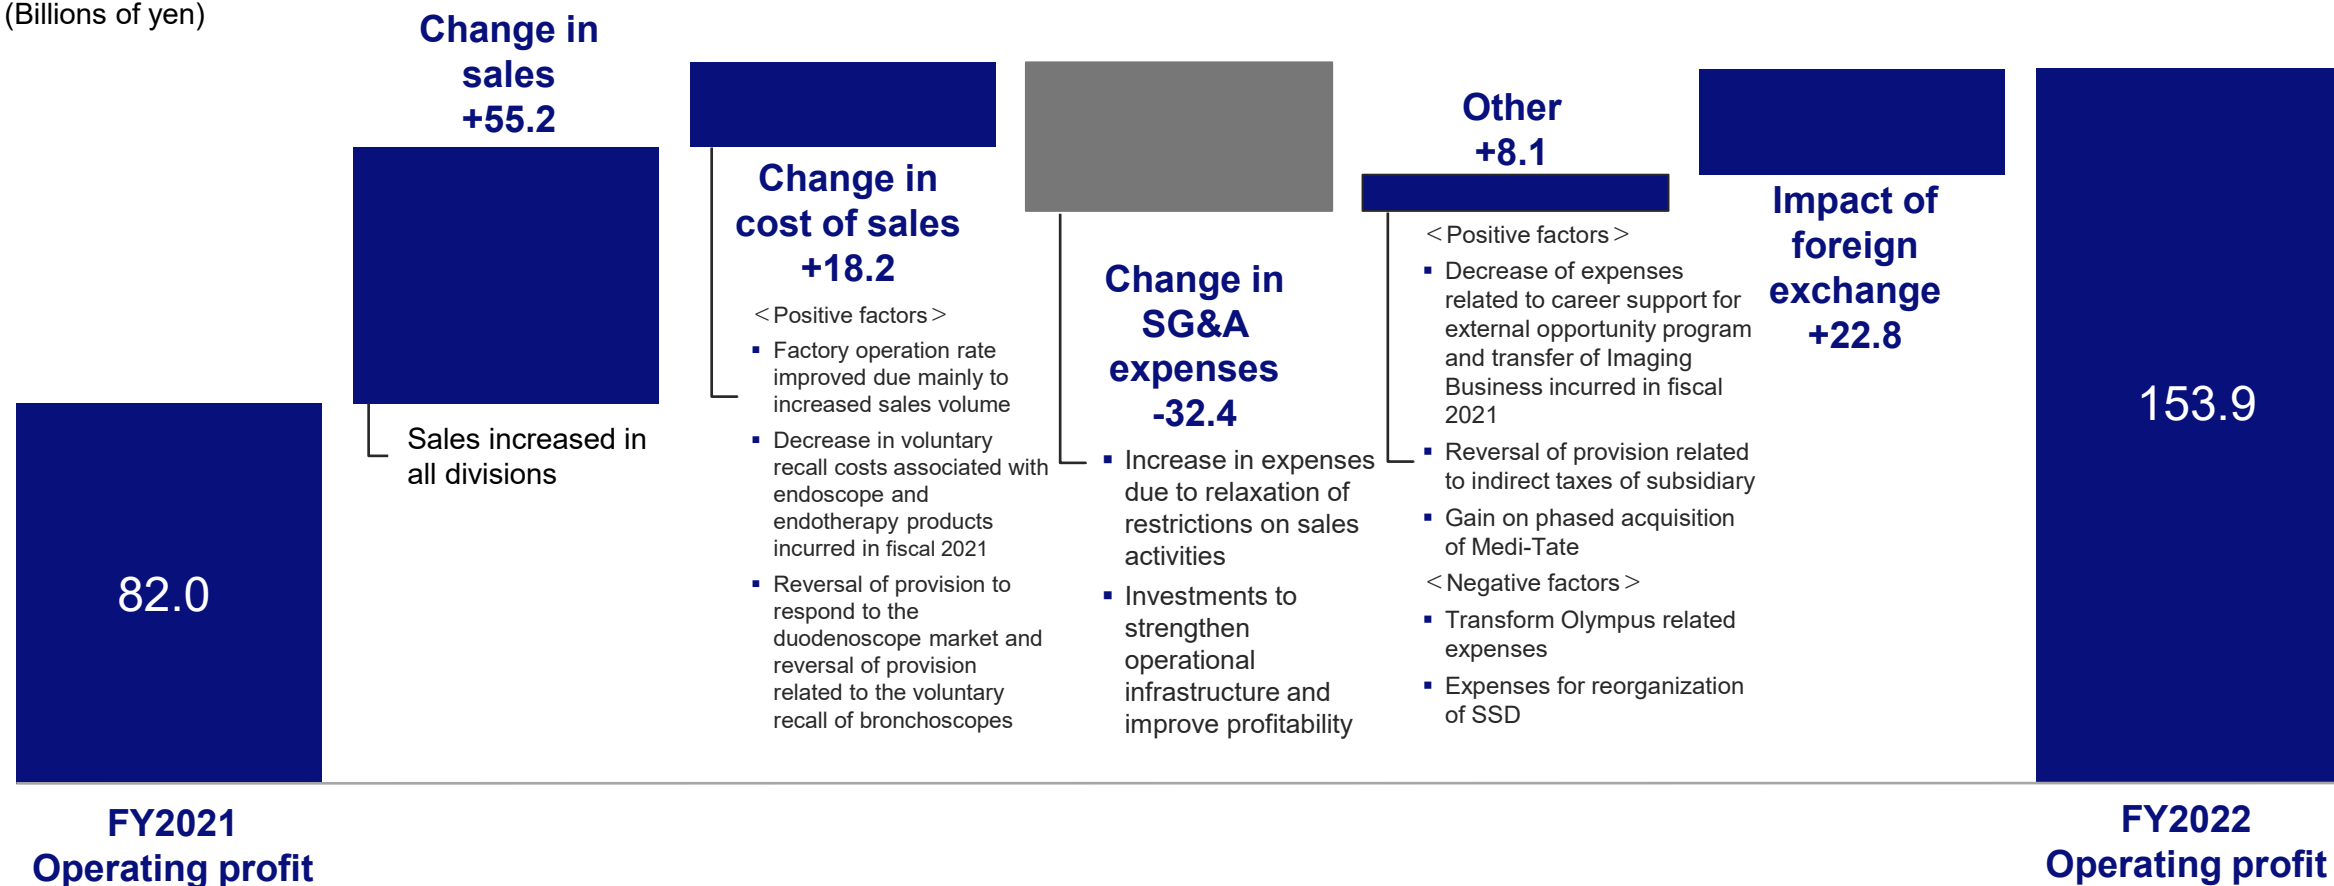 (Billions of yen)
Change in
sales
+55.2
Sales increased in
all divisions
Change in
cost of sales
+18.2
＜Positive factors＞
▪ Factory operation rate
improved due mainly to
increased sales volume
▪ Decrease in voluntary
recall costs associated with
endoscope and
endotherapy products
incurred in fiscal 2021
▪ Reversal of provision to
respond to the
duodenoscope market and
reversal of provision
related to the voluntary
recall of bronchoscopes
Change in
SG&A
expenses
-32.4
▪ Increase in expenses
due to relaxation of
restrictions on sales
activities
▪ Investments to
strengthen
operational
infrastructure and
improve profitability
Other
+8.1
＜Positive factors＞
▪ Decrease of expenses
related to career support for
external opportunity program
and transfer of Imaging
Business incurred in fiscal
2021
▪ Reversal of provision related
to indirect taxes of subsidiary
▪ Gain on phased acquisition
of Medi-Tate
＜Negative factors＞
▪ Transform Olympus related
expenses
▪ Expenses for reorganization
of SSD
Impact of
foreign
exchange
+22.8
82.0
153.9
FY2021
Operating profit
FY2022
Operating profit